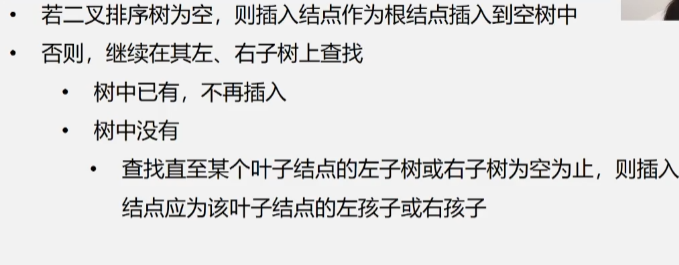 • 若二叉排序树为空，则插入结点作为根结点插入到空树中
• 否则，继续在其左、右子树上查找
• 树中已有，不再插入
• 树中没有
• 查找直至某个叶子结点的左子树或右子树为空为止，则插入
结点应为该叶子结点的左孩子或右孩子